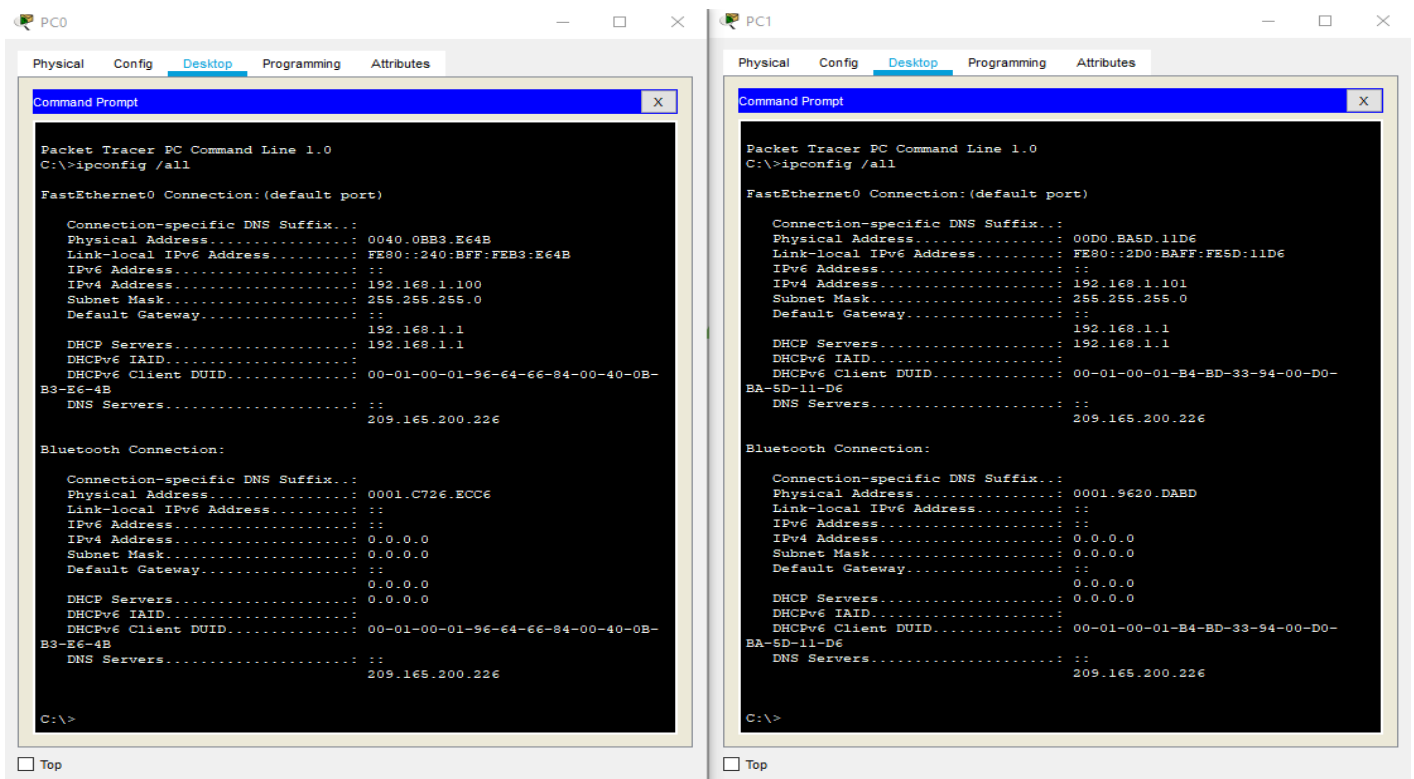 PC0
Physical Config Desktop Programming Attributes
Command Prompt X
Packet Tracer PC Command Line 1.0
C:\>ipconfig /all
FastEthernet0 Connection:(default port)
Connection-specific DNS Suffix..:
Physical Address................: 0040.0BB3.E64B
Link-local IPv6 Address.........: FE80::240:BFF:FEB3:E64B
IPv6 Address....................: ::
IPv4 Address....................: 192.168.1.100
Subnet Mask.....................: 255.255.255.0
Default Gateway.................: ::
192.168.1.1
DHCP Servers....................: 192.168.1.1
DHCPv6 IAID.....................:
DHCPv6 Client DUID..............: 00-01-00-01-96-64-66-84-00-40-0B-
B3-E6-4B
DNS Servers.....................: ::
209.165.200.226
Bluetooth Connection:
Connection-specific DNS Suffix..:
Physical Address................: 0001.C726.ECC6
Link-local IPv6 Address.........: ::
IPv6 Address....................: ::
IPv4 Address....................: 0.0.0.0
Subnet Mask.....................: 0.0.0.0
Default Gateway.................: ::
0.0.0.0
DHCP Servers....................: 0.0.0.0
DHCPv6 IAID.....................:
DHCPv6 Client DUID..............: 00-01-00-01-96-64-66-84-00-40-0B-
B3-E6-4B
DNS Servers.....................: ::
209.165.200.226
C:\>
Top
PC1
Physical Config Desktop Programming Attributes
Command Prompt X
Packet Tracer PC Command Line 1.0
C:\>ipconfig /all
FastEthernet0 Connection:(default port)
Connection-specific DNS Suffix..:
Physical Address................: 00D0.BA5D.11D6
Link-local IPv6 Address.........: FE80::2D0:BAFF:FE5D:11D6
IPv6 Address....................: ::
IPv4 Address....................: 192.168.1.101
Subnet Mask.....................: 255.255.255.0
Default Gateway.................: ::
192.168.1.1
DHCP Servers....................: 192.168.1.1
DHCPv6 IAID.....................:
DHCPv6 Client DUID..............: 00-01-00-01-B4-BD-33-94-00-D0-
BA-5D-11-D6
DNS Servers.....................: ::
209.165.200.226
Bluetooth Connection:
Connection-specific DNS Suffix..:
Physical Address................: 0001.9620.DABD
Link-local IPv6 Address.........: ::
IPv6 Address....................: ::
IPv4 Address....................: 0.0.0.0
Subnet Mask.....................: 0.0.0.0
Default Gateway.................: ::
0.0.0.0
DHCP Servers....................: 0.0.0.0
DHCPv6 IAID.....................:
DHCPv6 Client DUID..............: 00-01-00-01-B4-BD-33-94-00-D0-
BA-5D-11-D6
DNS Servers.....................: ::
209.165.200.226
C:\>
Top